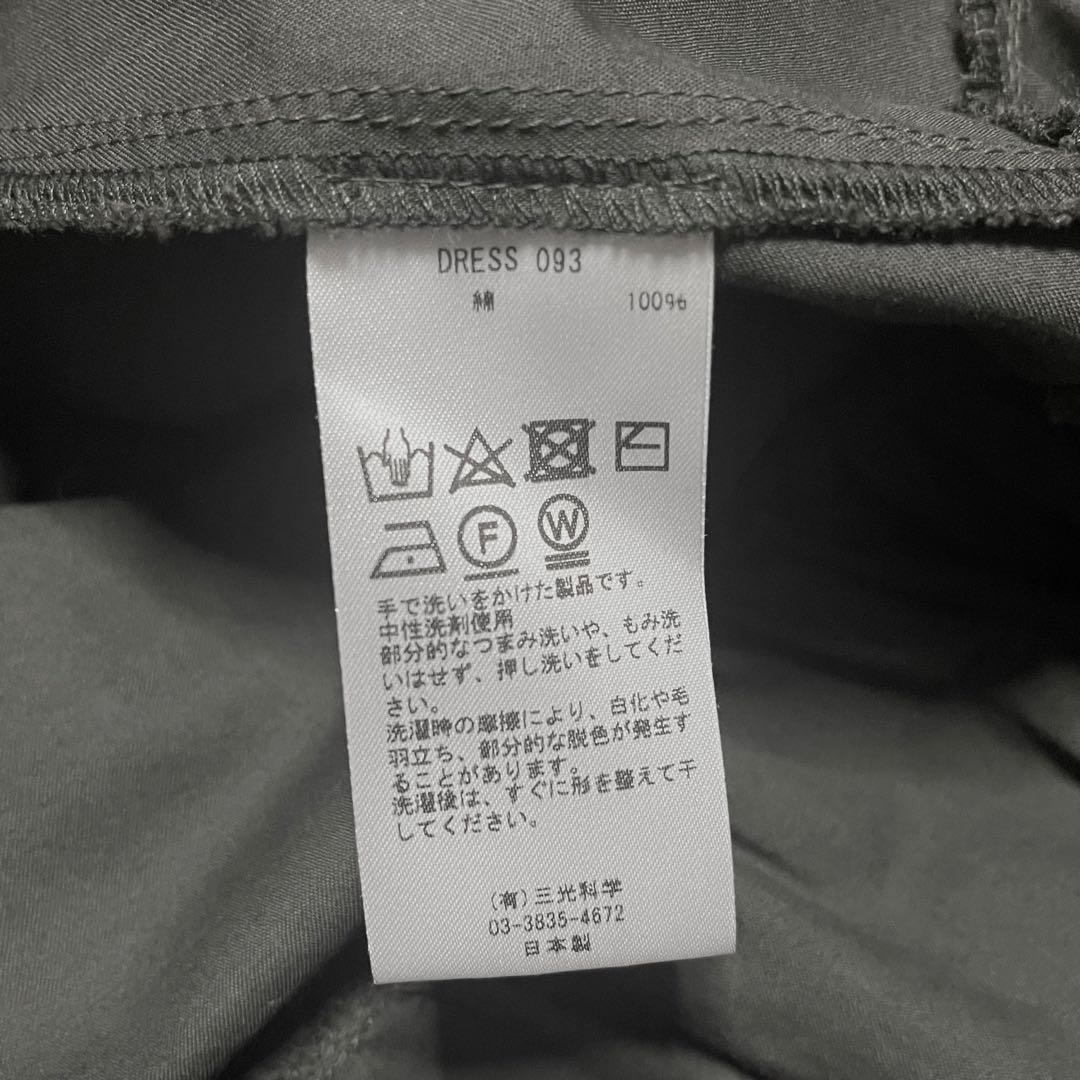 DRESS 093
綿 100%
F W
手で洗いをかけた製品です。
中性洗剤使用
部分的なつまみ洗いや、もみ洗
いはせず、押し洗いをしてくだ
さい。
洗濯時の摩擦により、白化や毛
羽立ち、部分的な脱色が発生す
ることがあります。
洗濯後は、すぐに形を整えて干
してください。
(有)三光科学
03-3835-4672
日本製